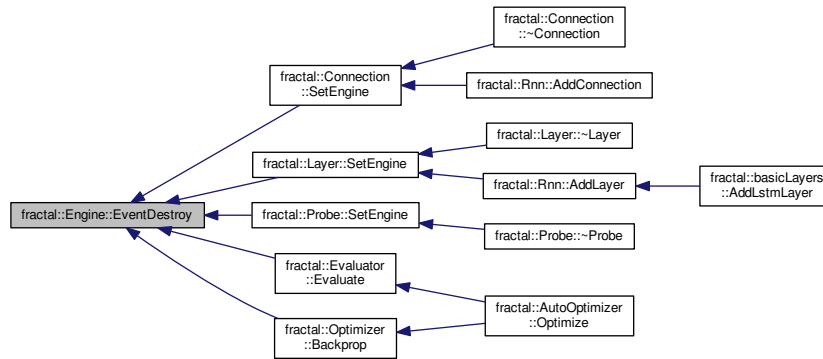 fractal::Connection
::~Connection
fractal::Connection
::SetEngine
fractal::Rnn::AddConnection
fractal::Layer::~Layer
fractal::Layer::SetEngine
fractal::Rnn::AddLayer
fractal::basicLayers
::AddLstmLayer
fractal::Engine::EventDestroy
fractal::Probe::SetEngine
fractal::Probe::~Probe
fractal::Evaluator
::Evaluate
fractal::AutoOptimizer
::Optimize
fractal::Optimizer
::Backprop